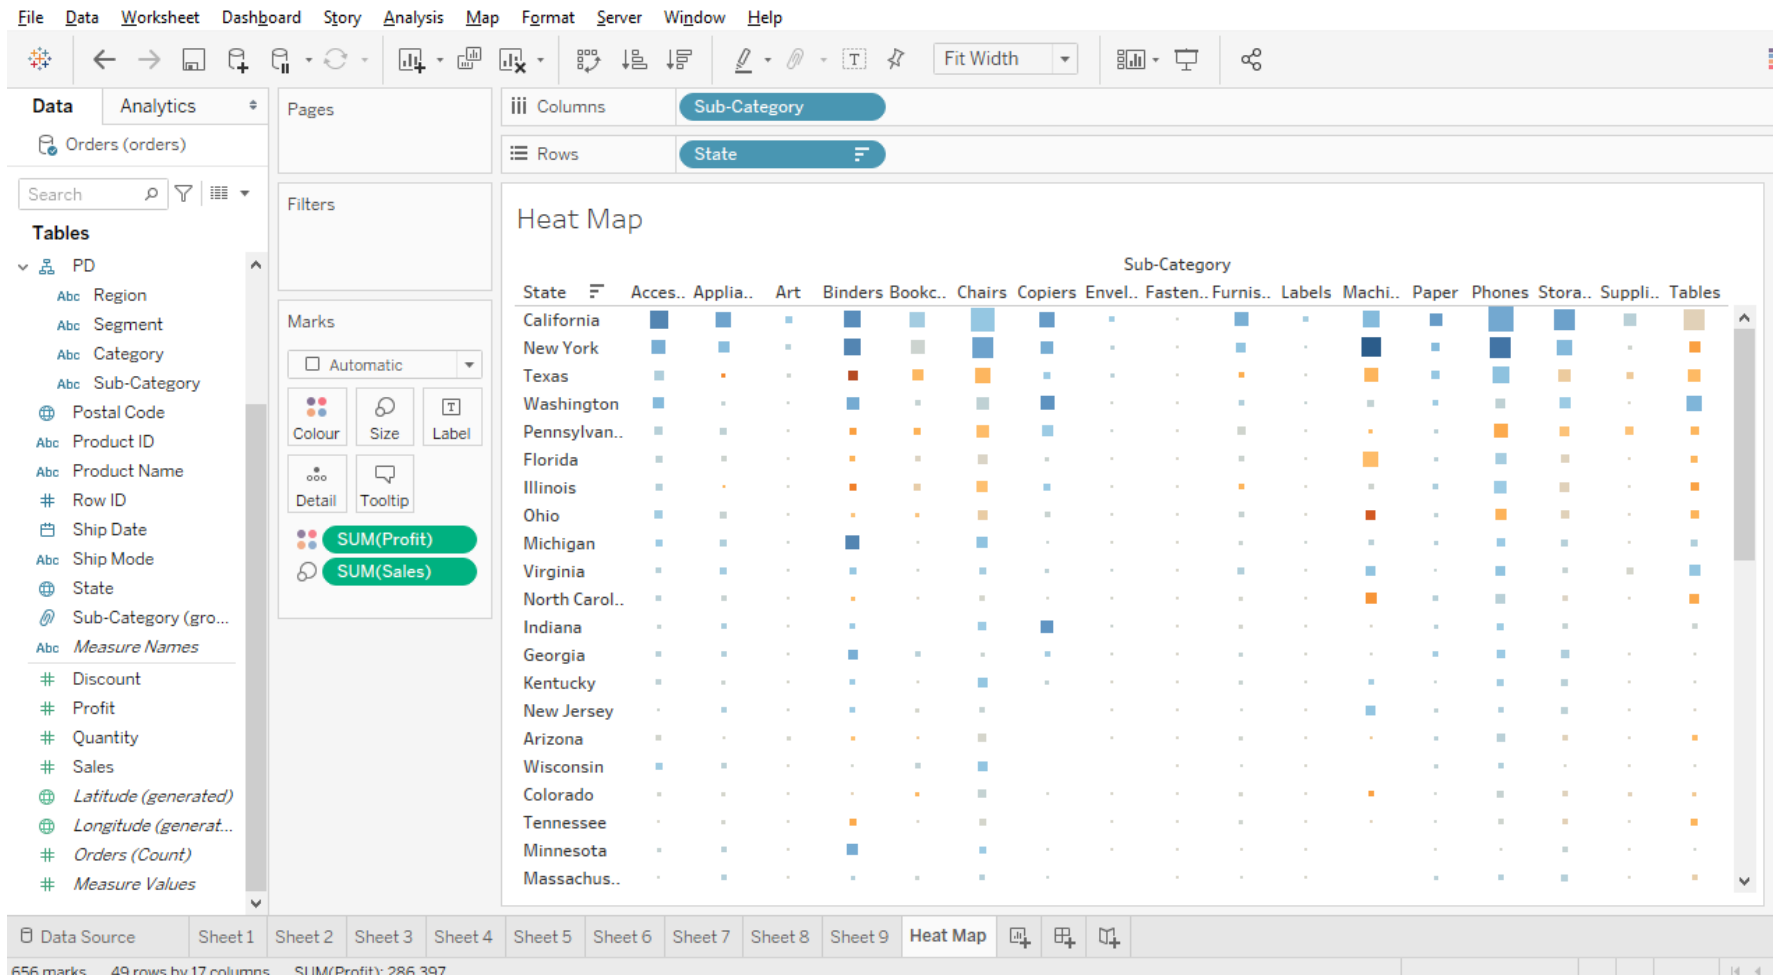 File Data Worksheet Dashboard Story Analysis Map Format Server Window Help
Fit Width
Data Analytics
Orders (orders)
Search
Tables
PD
Abc Region
Abc Segment
Abc Category
Abc Sub-Category
Postal Code
Abc Product ID
Abc Product Name
# Row ID
Ship Date
Abc Ship Mode
State
Sub-Category (gro...
Abc Measure Names
# Discount
# Profit
# Quantity
# Sales
Latitude (generated)
Longitude (generat...
# Orders (Count)
# Measure Values
Pages
Filters
Marks
Automatic
Colour Size Label
Detail Tooltip
SUM(Profit)
SUM(Sales)
Columns Sub-Category
Rows State
Heat Map
Sub-Category
State Acces.. Applia.. Art Binders Bookc.. Chairs Copiers Envel.. Fasten.. Furnis.. Labels Machi.. Paper Phones Stora.. Suppli.. Tables
California
New York
Texas
Washington
Pennsylvan..
Florida
Illinois
Ohio
Michigan
Virginia
North Carol..
Indiana
Georgia
Kentucky
New Jersey
Arizona
Wisconsin
Colorado
Tennessee
Minnesota
Massachus..
Data Source Sheet 1 Sheet 2 Sheet 3 Sheet 4 Sheet 5 Sheet 6 Sheet 7 Sheet 8 Sheet 9 Heat Map
656 marks 49 rows by 17 columns SUM(Profit): 286,397